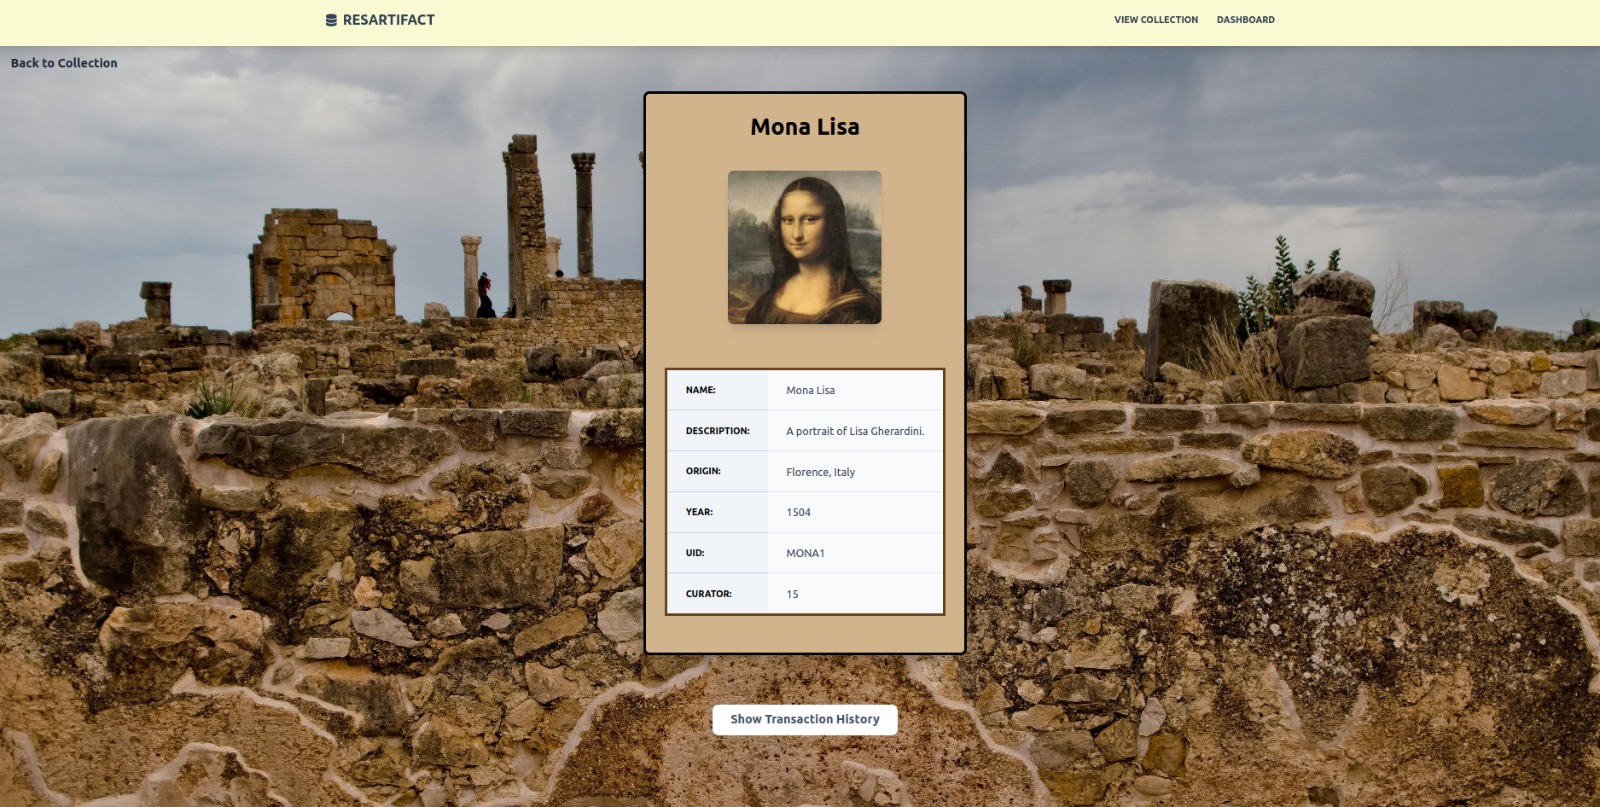 RESARTIFACT
VIEW COLLECTION DASHBOARD
Back to Collection
Mona Lisa
NAME: Mona Lisa
DESCRIPTION: A portrait of Lisa Gherardini.
ORIGIN: Florence, Italy
YEAR: 1504
UID: MONA1
CURATOR: 15
Show Transaction History